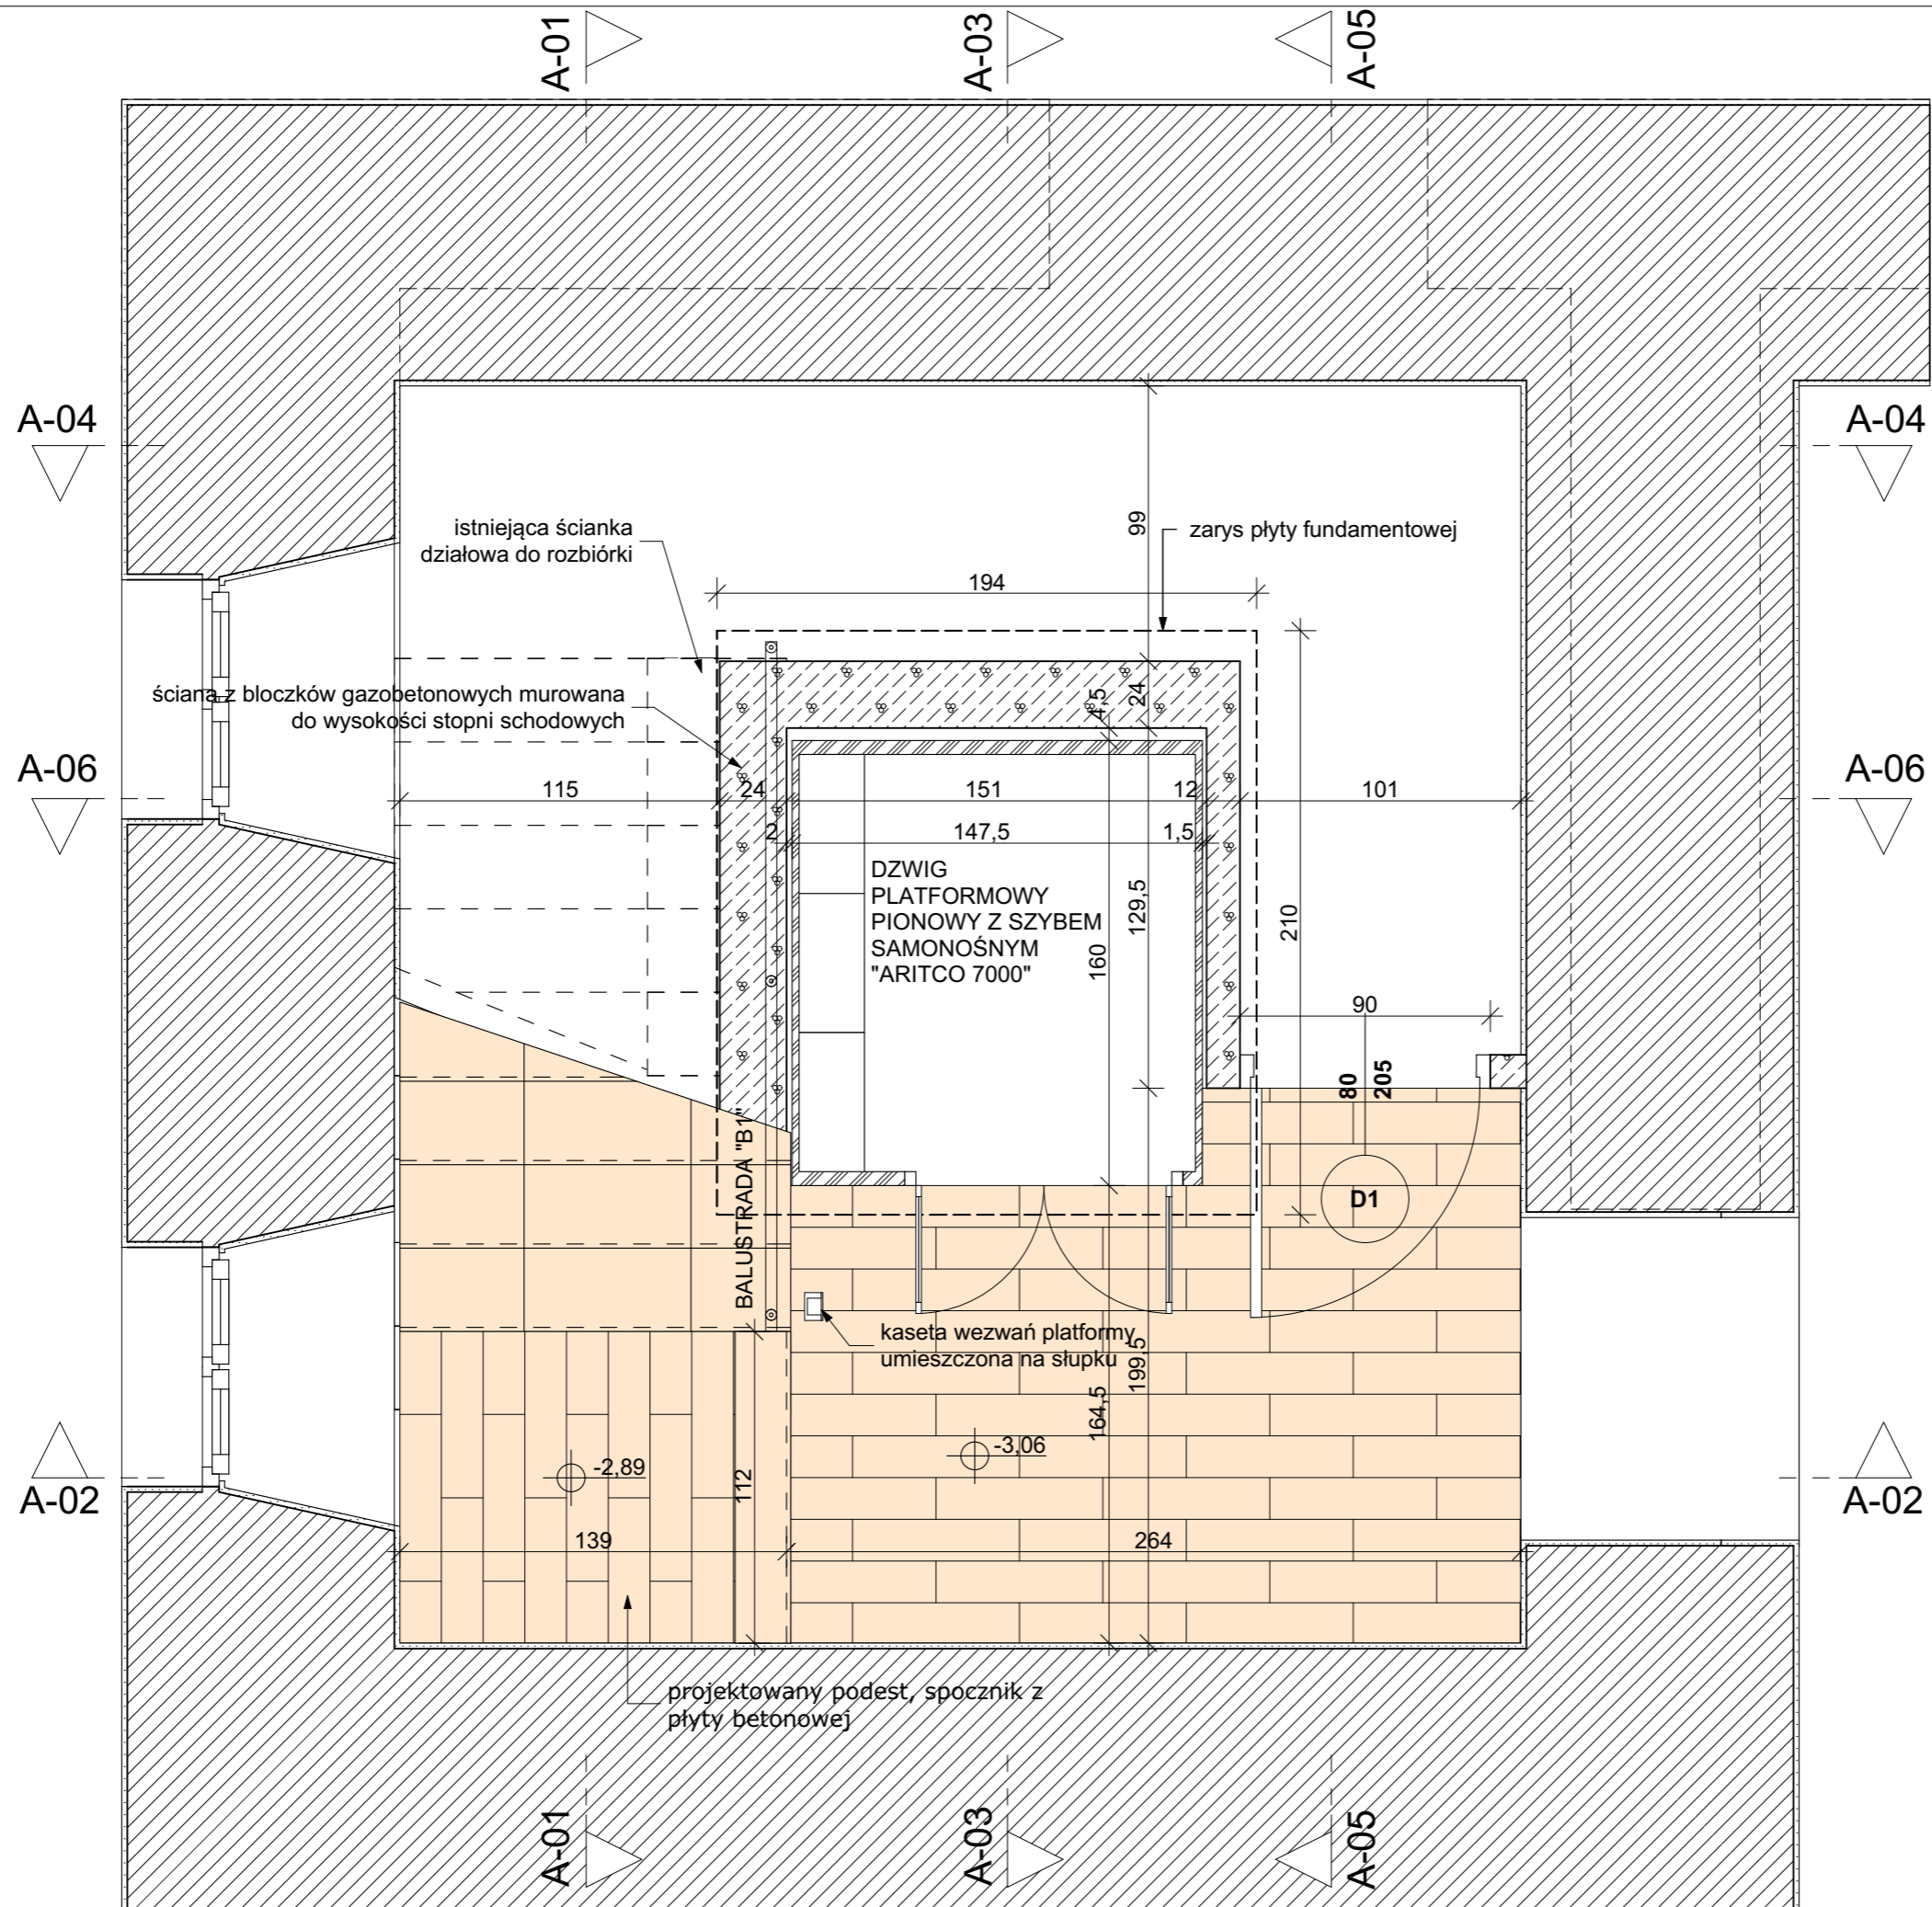 A-01
A-03
A-05
A-04
A-04
istniejąca ścianka
działowa do rozbiórki
99
zarys płyty fundamentowej
194
ściana z bloczków gazobetonowych murowana
do wysokości stopni schodowych
4,5
24
A-06
A-06
115
24
151
12
101
2
147,5
1,5
DZWIG
PLATFORMOWY
PIONOWY Z SZYBEM
SAMONOŚNYM
"ARITCO 7000"
129,5
160
210
90
80
205
BALUSTRADA "B1"
D1
kaseta wezwań platformy
umieszczona na słupku
199,5
164,5
-2,89
-3,06
112
A-02
A-02
139
264
projektowany podest, spocznik z
płyty betonowej
A-01
A-03
A-05